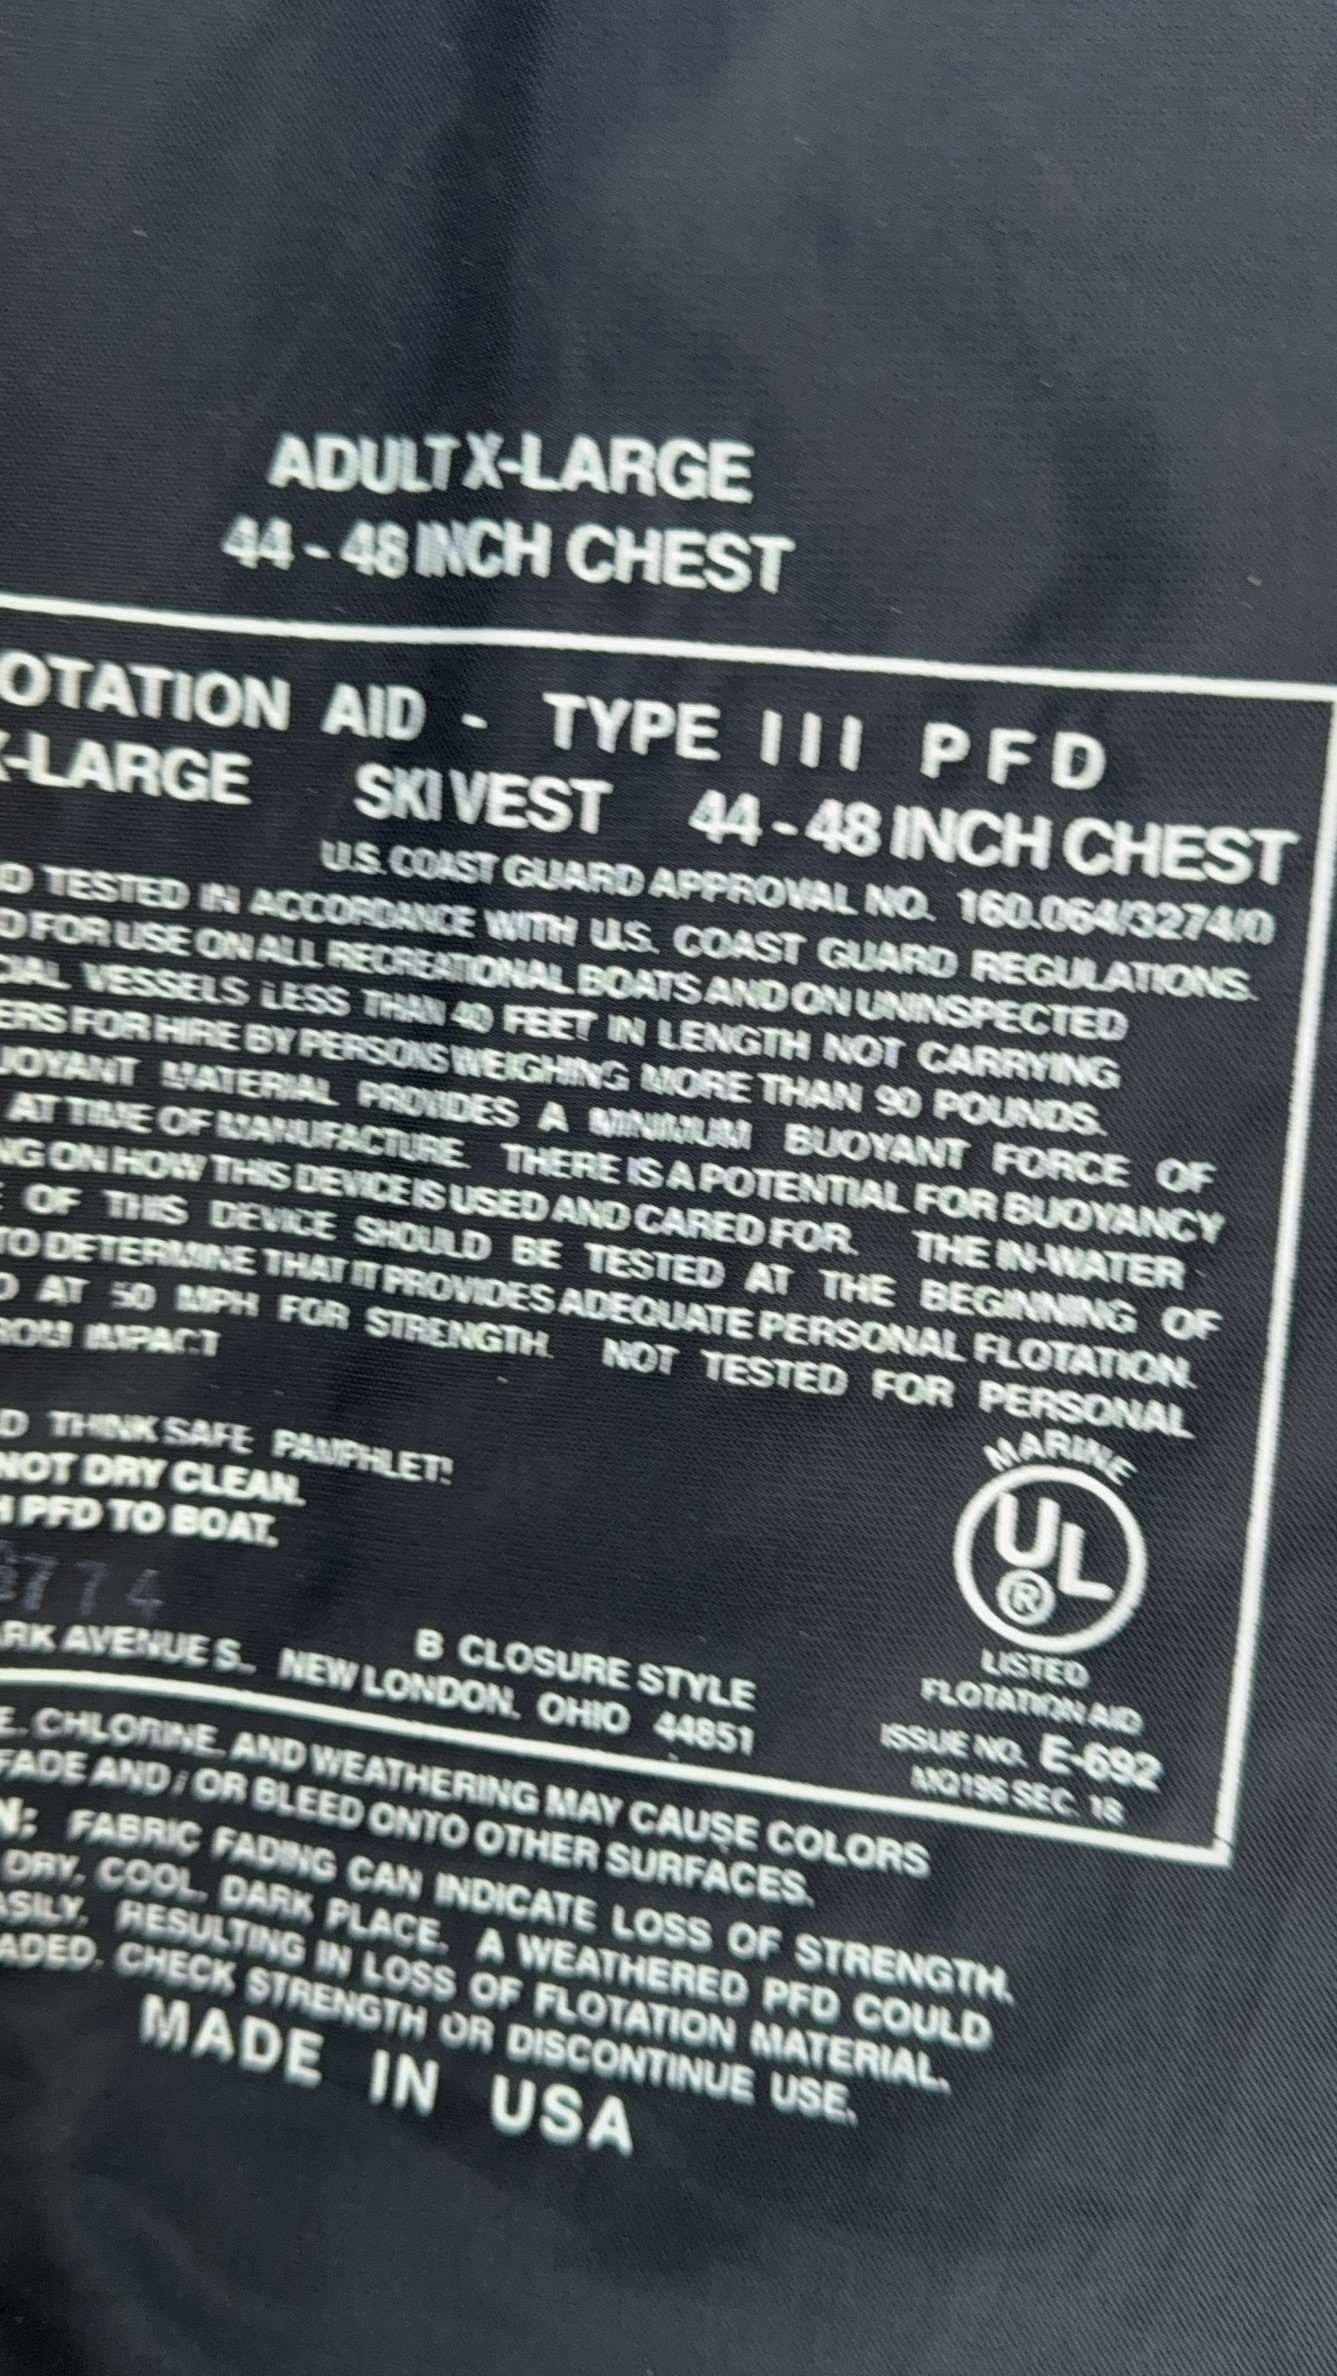 ADULT X-LARGE
44 - 48 INCH CHEST
OTATION AID - TYPE III PFD
X-LARGE SKI VEST 44 - 48 INCH CHEST
U.S. COAST GUARD APPROVAL NO. 160.064/3274/0
D TESTED IN ACCORDANCE WITH U.S. COAST GUARD REGULATIONS.
D FOR USE ON ALL RECREATIONAL BOATS AND ON UNINSPECTED
CIAL VESSELS LESS THAN 40 FEET IN LENGTH NOT CARRYING
ERS FOR HIRE BY PERSONS WEIGHING MORE THAN 90 POUNDS.
UOYANT MATERIAL PROVIDES A MINIMUM BUOYANT FORCE OF
AT TIME OF MANUFACTURE. THERE IS A POTENTIAL FOR BUOYANCY
NG ON HOW THIS DEVICE IS USED AND CARED FOR. THE IN-WATER
E OF THIS DEVICE SHOULD BE TESTED AT THE BEGINNING OF
TO DETERMINE THAT IT PROVIDES ADEQUATE PERSONAL FLOTATION.
D AT 50 MPH FOR STRENGTH. NOT TESTED FOR PERSONAL
ROM IMPACT
D THINK SAFE PAMPHLET!
NOT DRY CLEAN.
H PFD TO BOAT.
774
B CLOSURE STYLE
ARK AVENUE S., NEW LONDON, OHIO 44851
MARINE
UL
®
LISTED
FLOTATION AID
ISSUE NO. E-692
MQ196 SEC. 18
E, CHLORINE, AND WEATHERING MAY CAUSE COLORS
FADE AND / OR BLEED ONTO OTHER SURFACES.
N: FABRIC FADING CAN INDICATE LOSS OF STRENGTH.
DRY, COOL, DARK PLACE. A WEATHERED PFD COULD
ASILY, RESULTING IN LOSS OF FLOTATION MATERIAL.
ADED, CHECK STRENGTH OR DISCONTINUE USE.
MADE IN USA